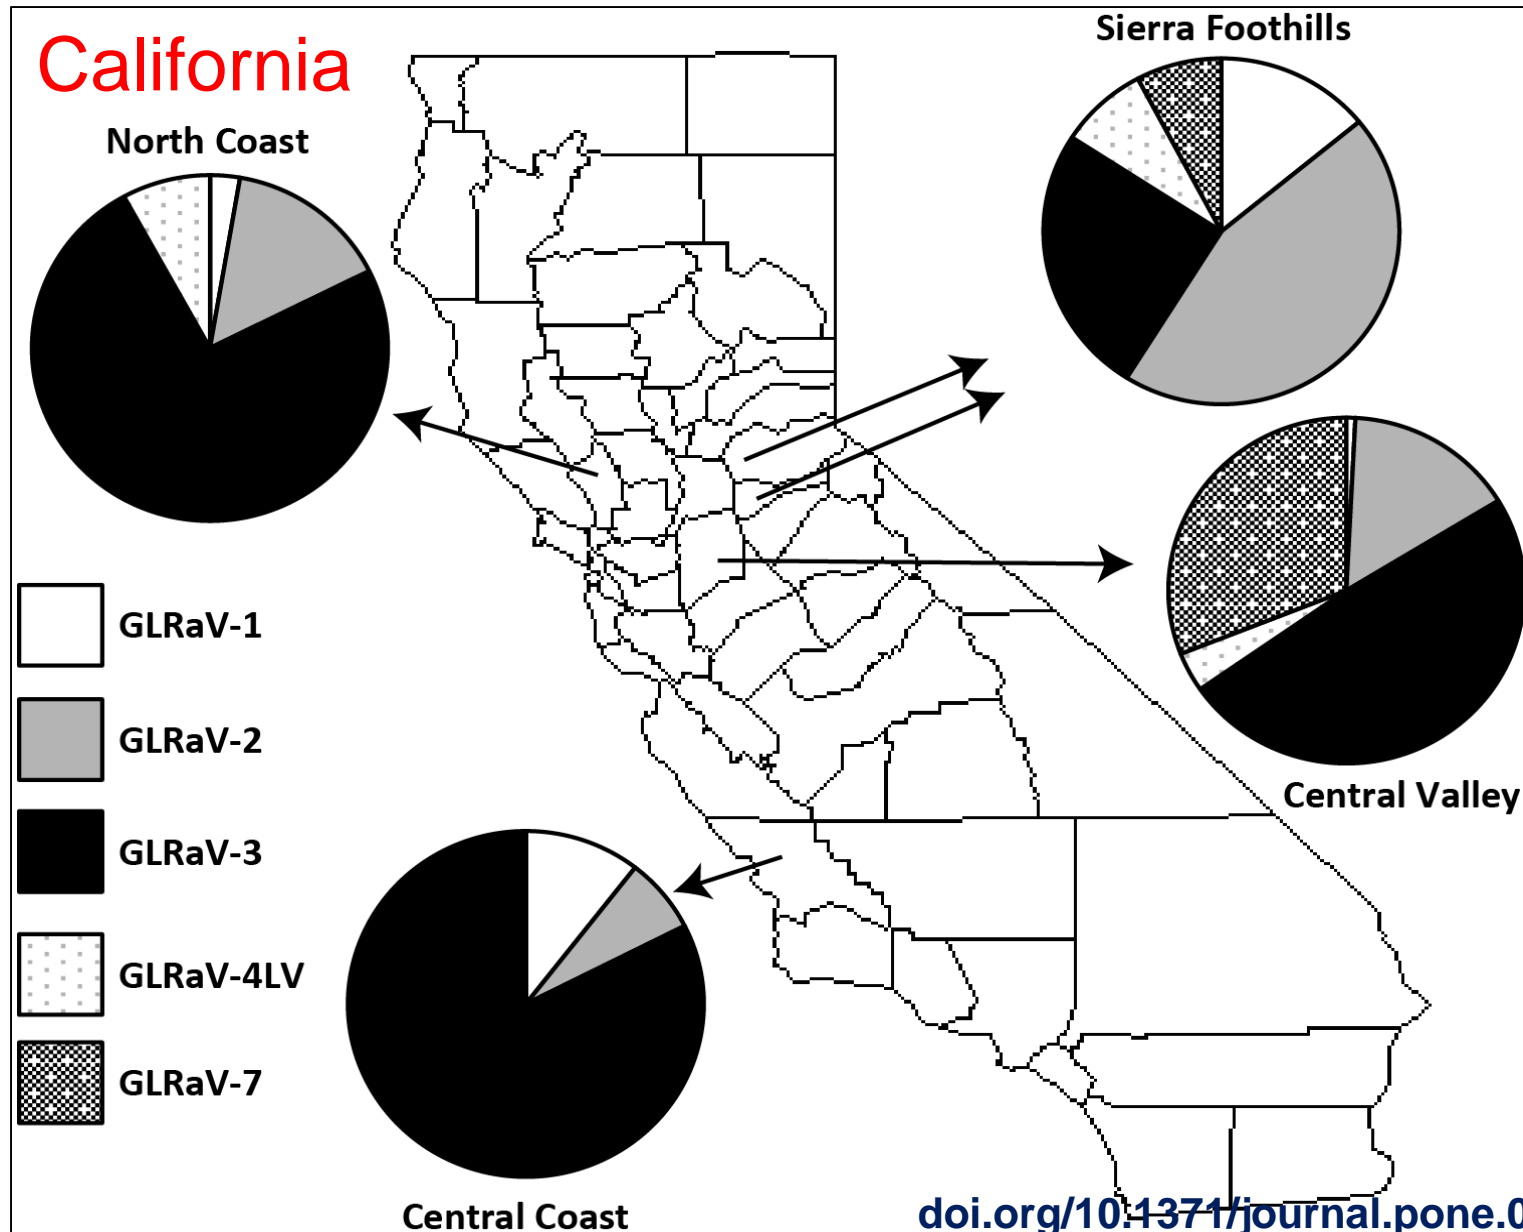 California
Sierra Foothills
North Coast
GLRaV-1
GLRaV-2
GLRaV-3
GLRaV-4LV
GLRaV-7
Central Valley
Central Coast
doi.org/10.1371/journal.pone.0